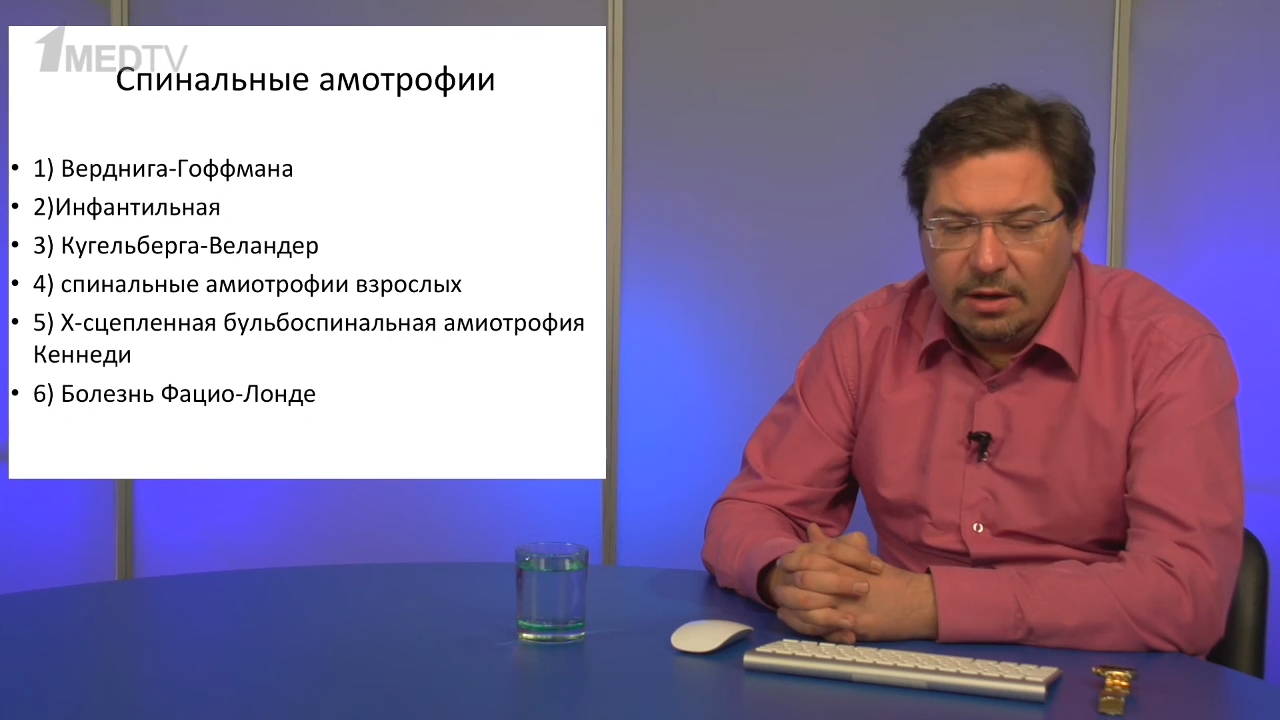 1MEDTV
Спинальные амотрофии
• 1) Верднига-Гоффмана
• 2)Инфантильная
• 3) Кугельберга-Веландер
• 4) спинальные амиотрофии взрослых
• 5) Х-сцепленная бульбоспинальная амиотрофия
Кеннеди
• 6) Болезнь Фацио-Лонде